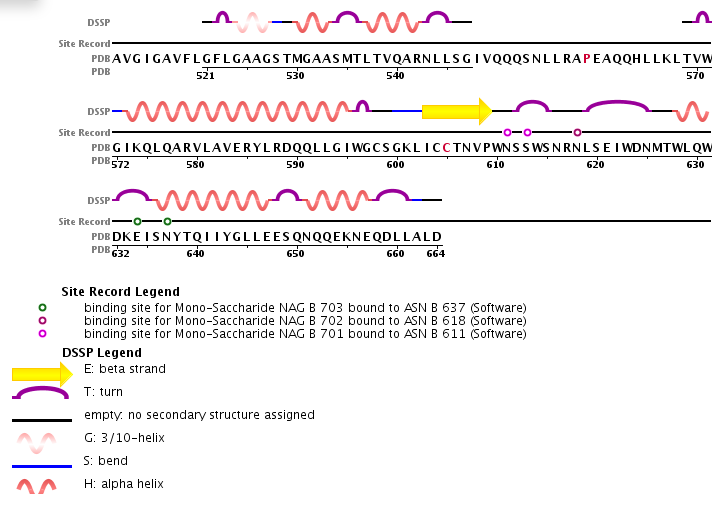 DSSP
Site Record
PDB AVGIGAVFLGFLGAAGSTMGAASMTLTVQARNLLSGIVQQQSNLLRAPEAQQHLLKLTVW
PDB 521 530 540 570
DSSP
Site Record
PDB GIKQLQARVLAVERYLRDQQLLGIWGCSGKLICCTNVPWNSSWSNRNLSEIWDNMTWLQW
PDB 572 580 590 600 610 620 630
DSSP
Site Record
PDB DKEISNYTQIIYGLLEESQNQQEKNEQDLLALD
PDB 632 640 650 660 664
Site Record Legend
binding site for Mono-Saccharide NAG B 703 bound to ASN B 637 (Software)
binding site for Mono-Saccharide NAG B 702 bound to ASN B 618 (Software)
binding site for Mono-Saccharide NAG B 701 bound to ASN B 611 (Software)
DSSP Legend
E: beta strand
T: turn
empty: no secondary structure assigned
G: 3/10-helix
S: bend
H: alpha helix